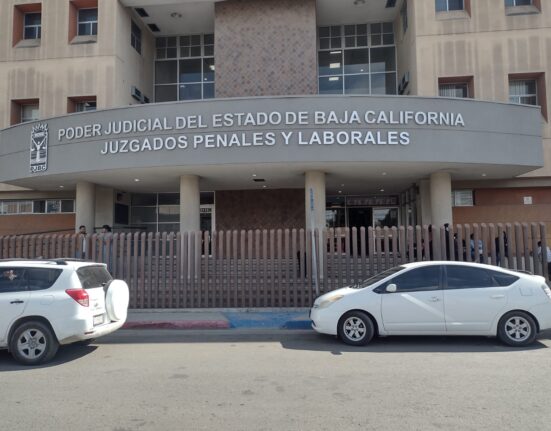 PODER JUDICIAL DEL ESTADO DE BAJA CALIFORNIA
JUZGADOS PENALES Y LABORALES